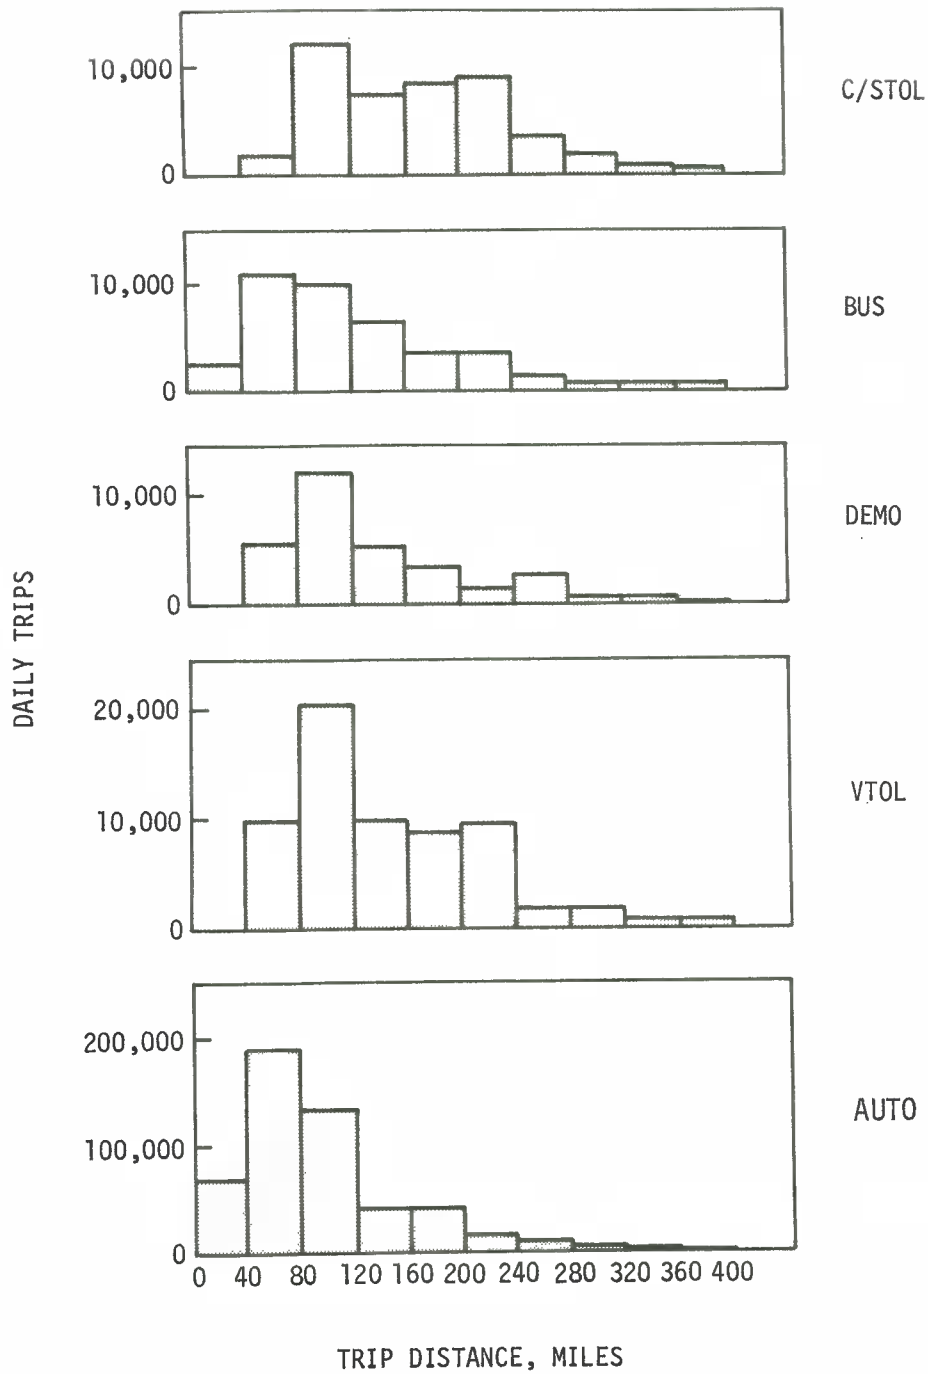 10,000
0
C/STOL
10,000
0
BUS
10,000
0
DEMO
DAILY TRIPS
20,000
10,000
0
VTOL
200,000
100,000
0
AUTO
0 40 80 120 160 200 240 280 320 360 400
TRIP DISTANCE, MILES